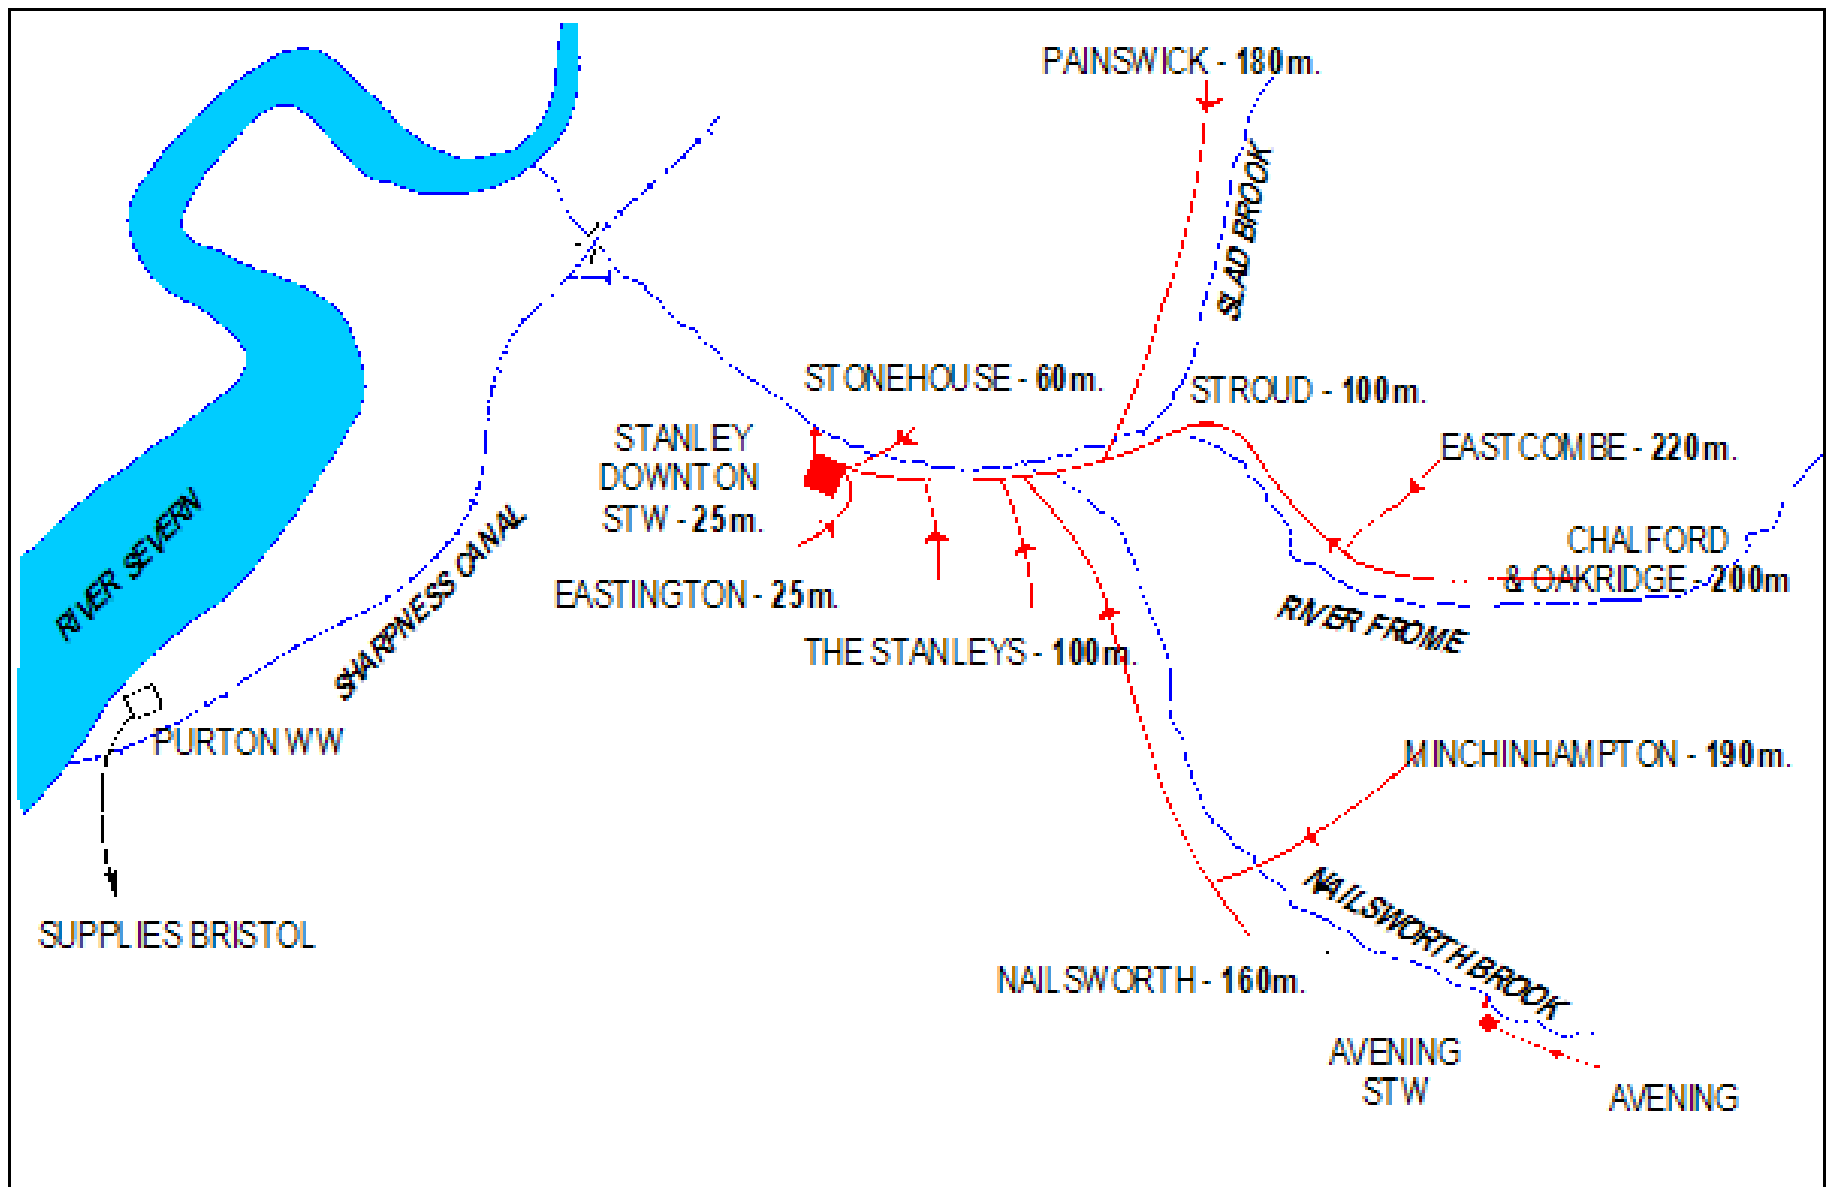 PAINSWICK - 180m.
SLAD BROOK
STONEHOUSE - 60m.
STROUD - 100m.
STANLEY
DOWNTON
STW - 25m.
EASTCOMBE - 220m.
CHALFORD
& OAKRIDGE - 200m
RIVER SEVERN
SHARPNESS CANAL
EASTINGTON - 25m.
RIVER FROME
THE STANLEYS - 100m.
PURTON WW
MINCHINHAMPTON - 190m.
SUPPLIES BRISTOL
NAILSWORTH BROOK
NAILSWORTH - 160m.
AVENING
STW
AVENING